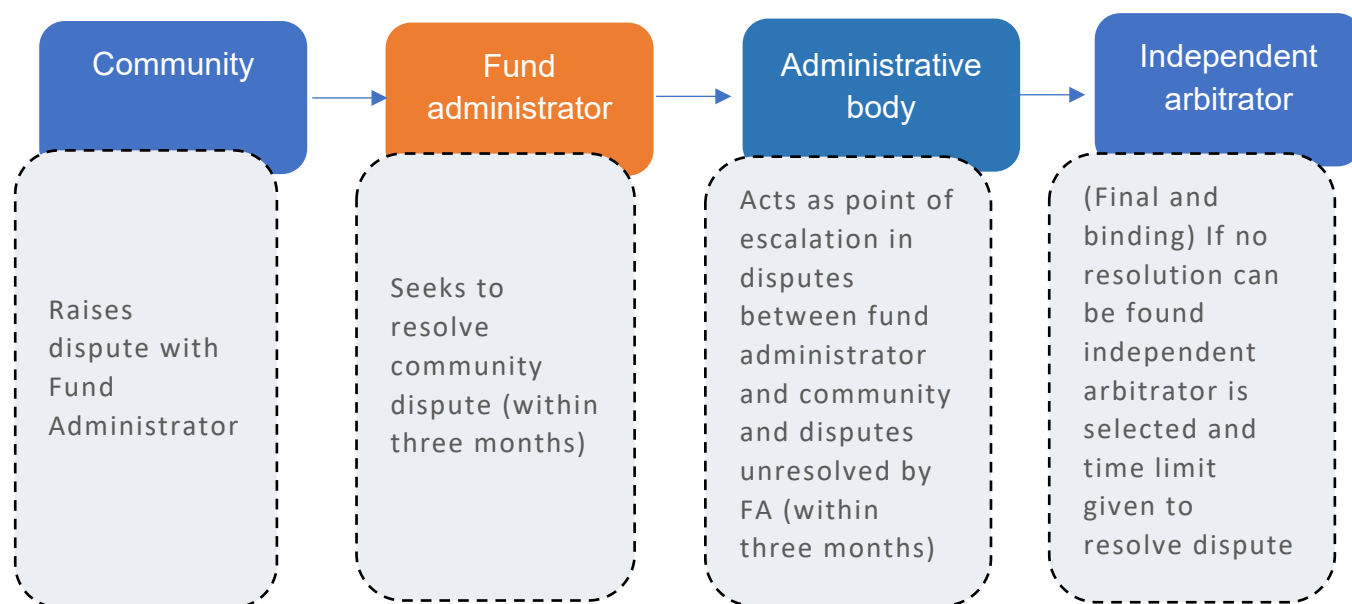 Community
Raises
dispute with
Fund
Administrator
Fund
administrator
Seeks to
resolve
community
dispute (within
three months)
Administrative
body
Acts as point of
escalation in
disputes
between fund
administrator
and community
and disputes
unresolved by
FA (within
three months)
Independent
arbitrator
(Final and
binding) If no
resolution can
be found
independent
arbitrator is
selected and
time limit
given to
resolve dispute